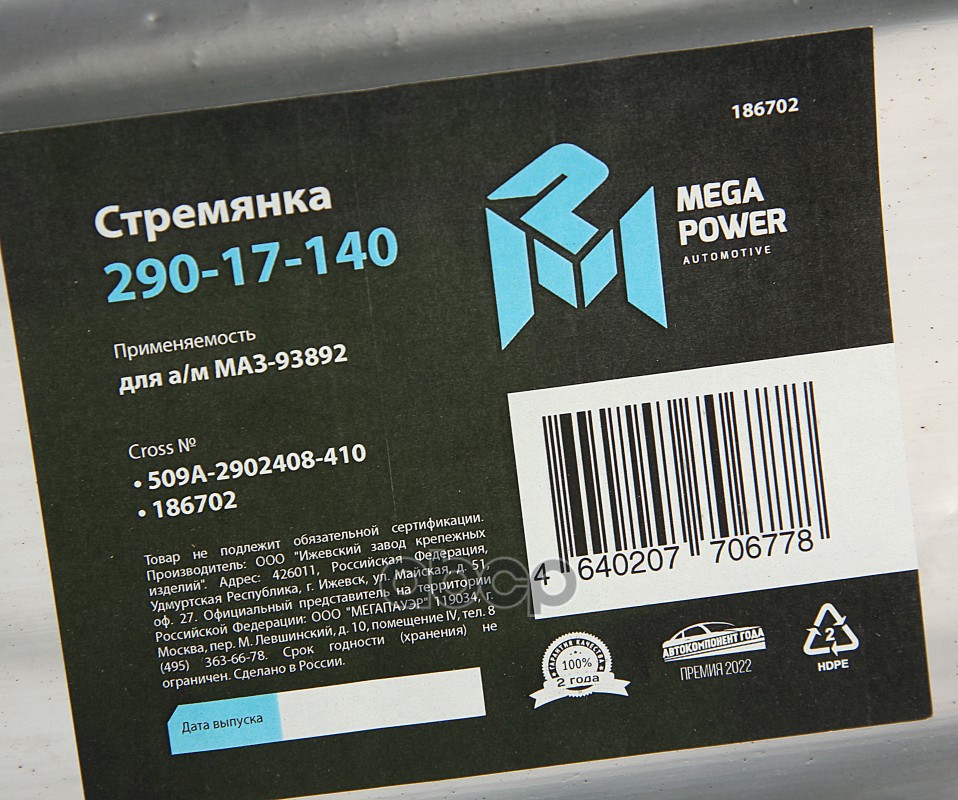 186702
Стремянка
290-17-140
MEGA
POWER
AUTOMOTIVE
Применяемость
для а/м МАЗ-93892
Cross №
• 509А-2902408-410
• 186702
Товар не подлежит обязательной сертификации.
Производитель: ООО "Ижевский завод крепежных
изделий". Адрес: 426011, Российская Федерация,
Удмуртская Республика, г. Ижевск, ул. Майская, д. 51,
оф. 27. Официальный представитель на территории
Российской Федерации: ООО "МЕГАПАУЭР" 119034, г.
Москва, пер. М. Левшинский, д. 10, помещение IV, тел. 8
(495) 363-66-78. Срок годности (хранения) не
ограничен. Сделано в России.
Дата выпуска
4 640207 706778
abcp
ГАРАНТИЯ КАЧЕСТВА
100%
2 года
АВТОКОМПОНЕНТ ГОДА
ПРЕМИЯ 2022
2
HDPE